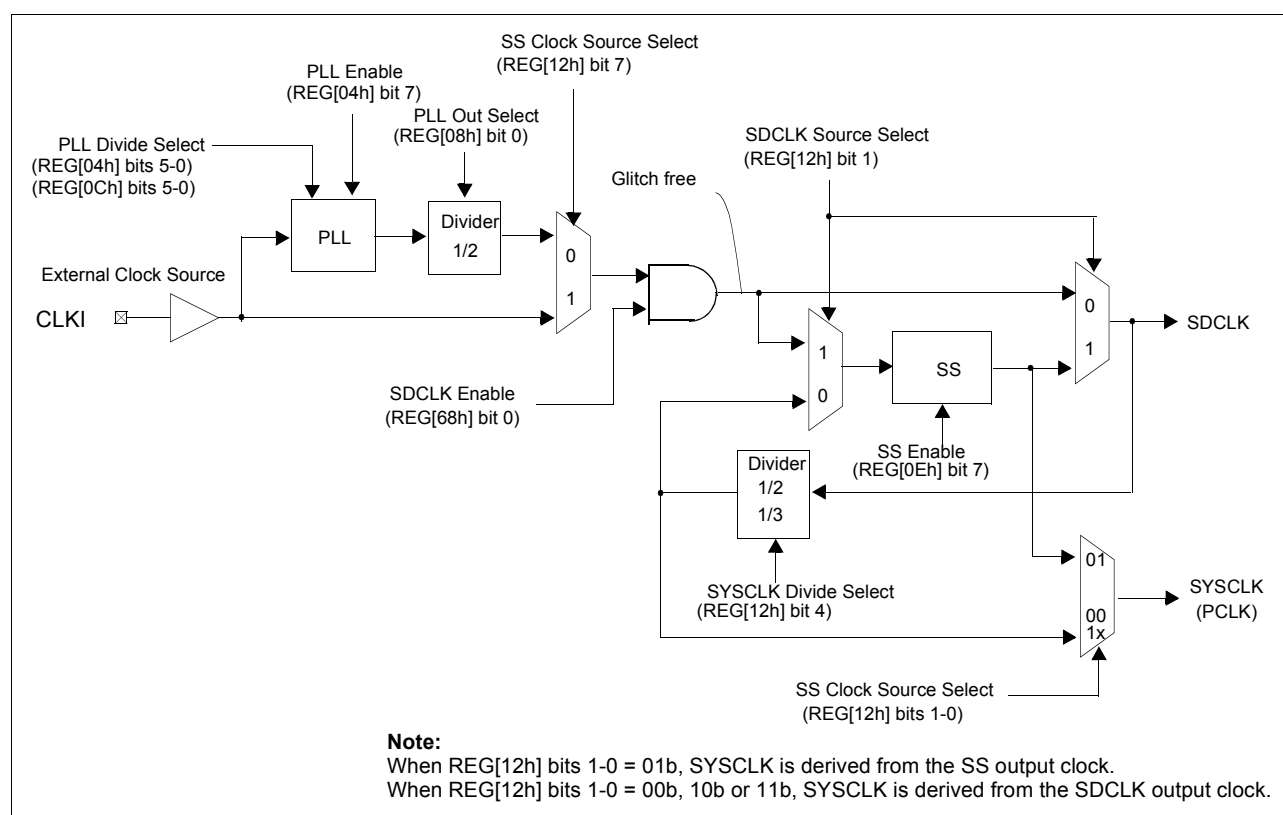 SS Clock Source Select
(REG[12h] bit 7)
PLL Enable
(REG[04h] bit 7)
PLL Out Select
(REG[08h] bit 0)
PLL Divide Select
(REG[04h] bits 5-0)
(REG[0Ch] bits 5-0)
SDCLK Source Select
(REG[12h] bit 1)
Glitch free
PLL
Divider
1/2
0
1
External Clock Source
CLKI
0
1
SDCLK
1
0
SS
SDCLK Enable
(REG[68h] bit 0)
SS Enable
(REG[0Eh] bit 7)
Divider
1/2
1/3
01
00
1x
SYSCLK
(PCLK)
SYSCLK Divide Select
(REG[12h] bit 4)
SS Clock Source Select
(REG[12h] bits 1-0)
Note:
When REG[12h] bits 1-0 = 01b, SYSCLK is derived from the SS output clock.
When REG[12h] bits 1-0 = 00b, 10b or 11b, SYSCLK is derived from the SDCLK output clock.